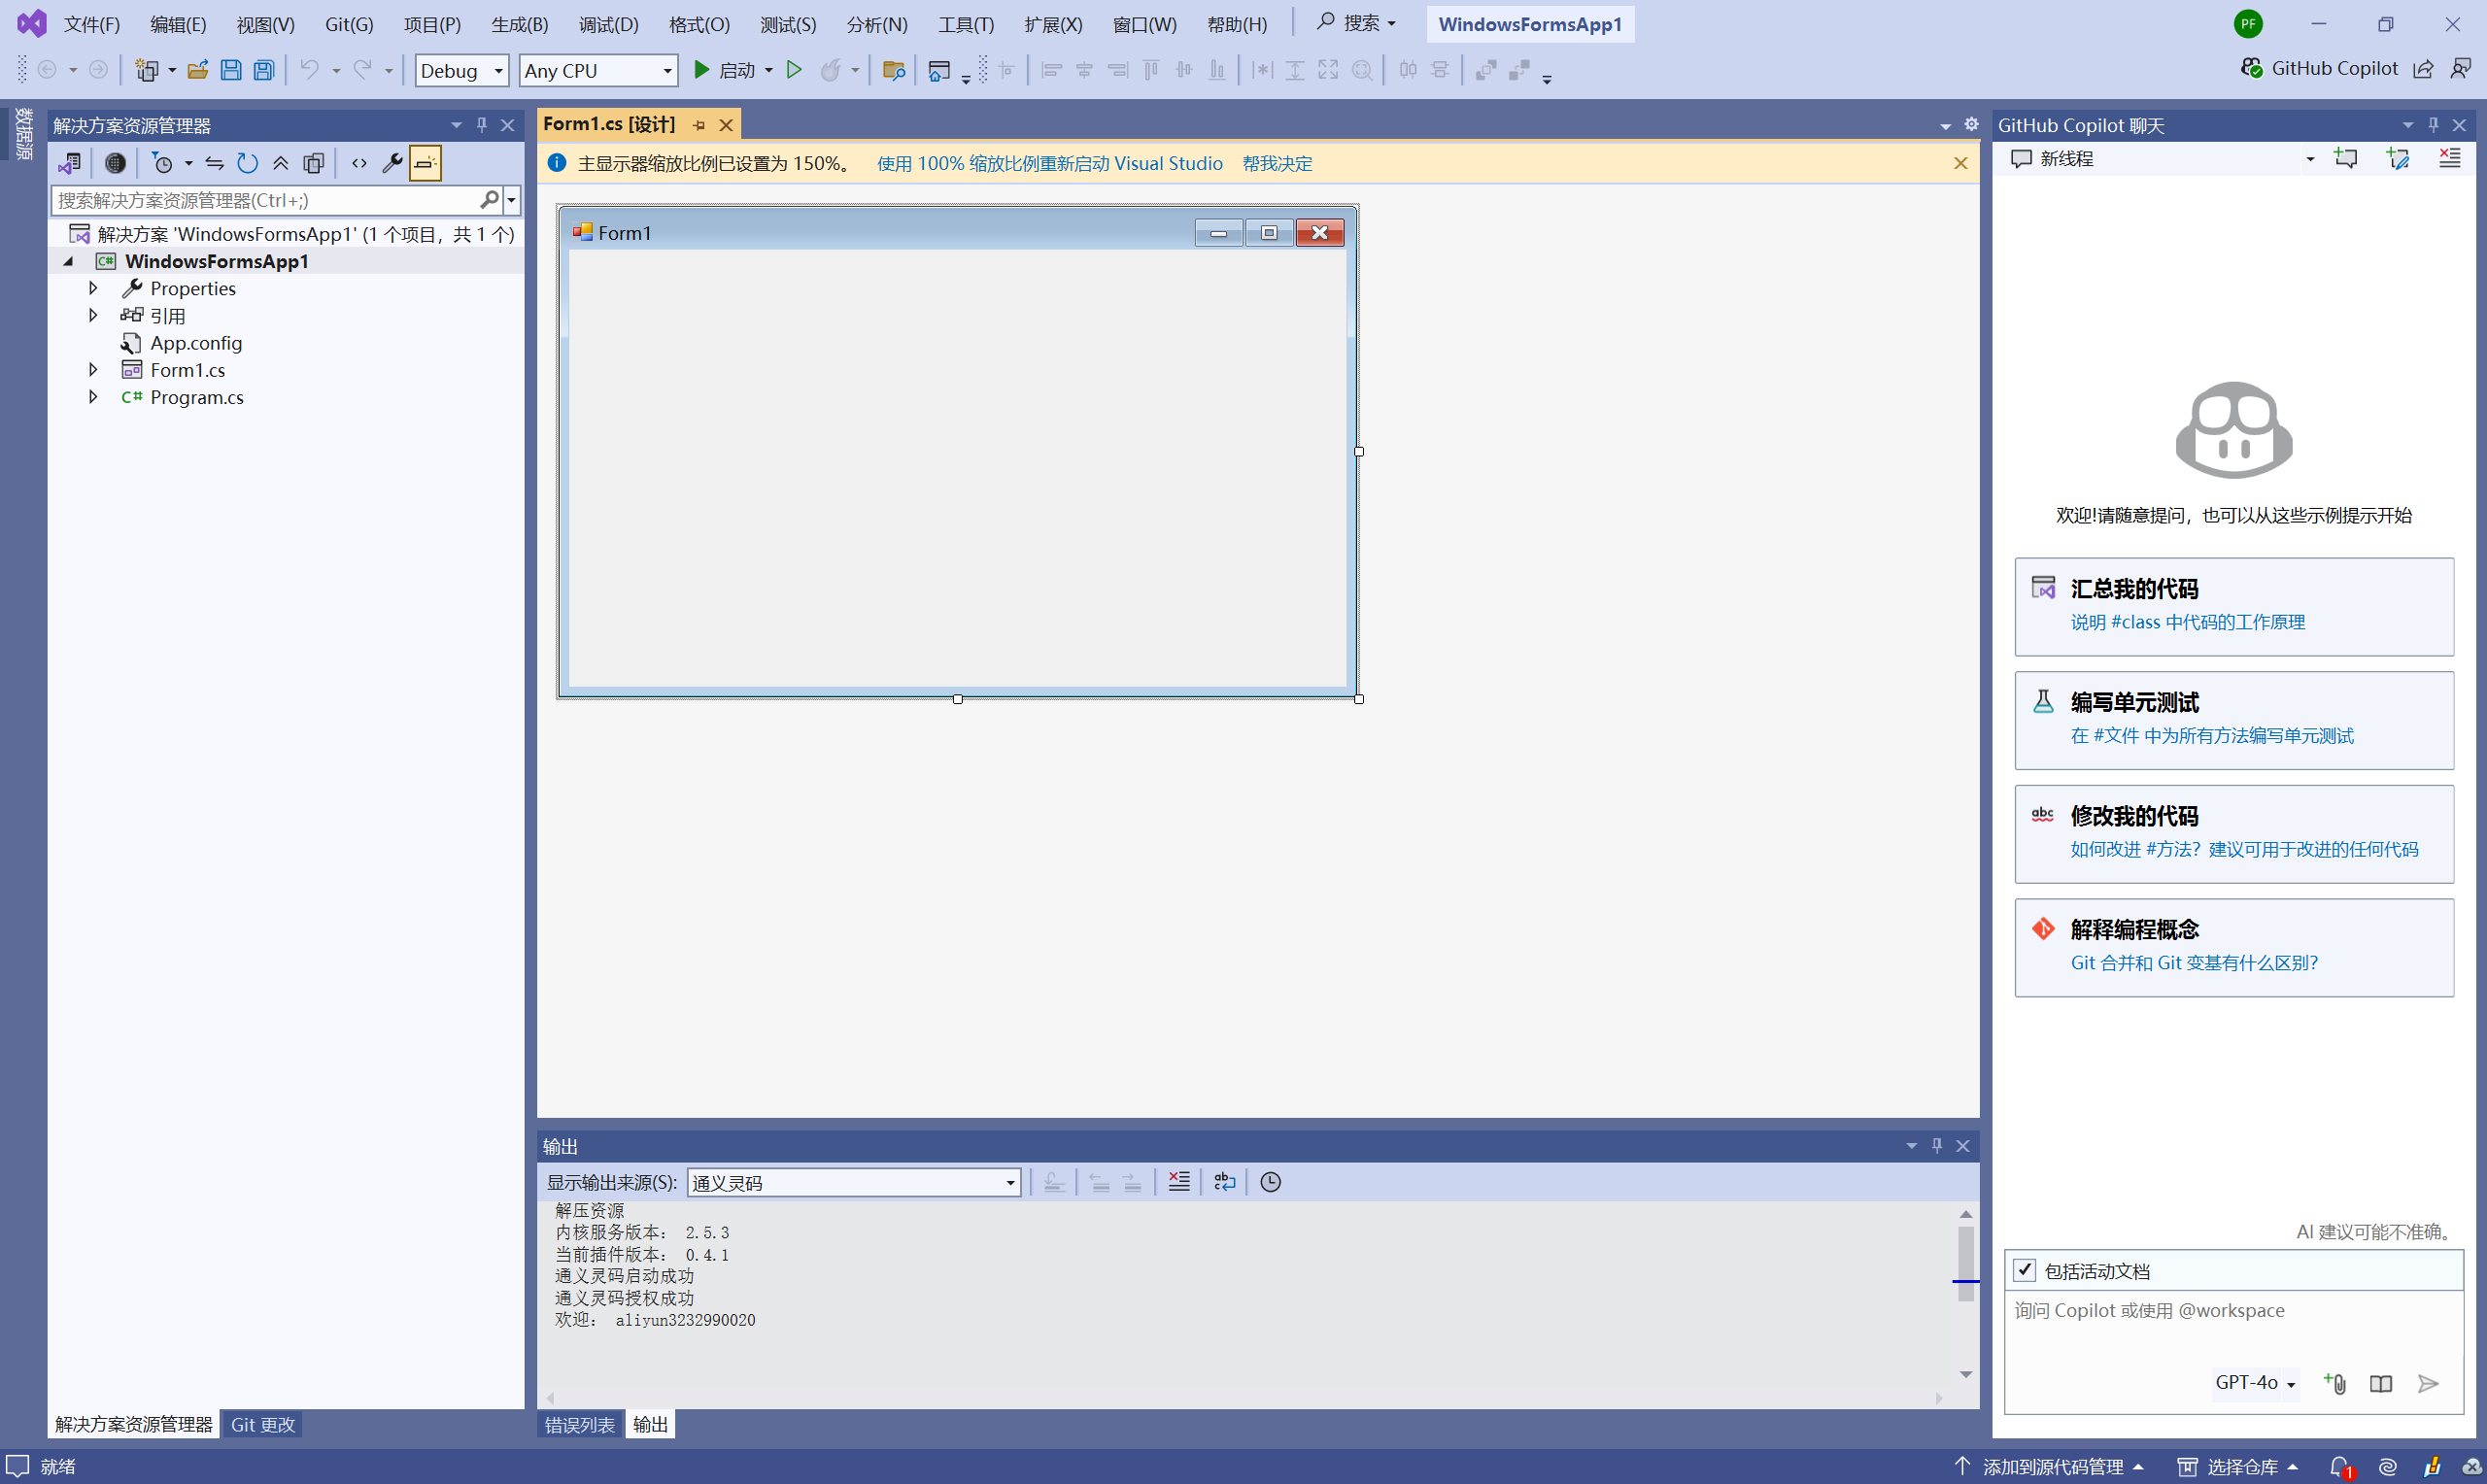 文件(F) 编辑(E) 视图(V) Git(G) 项目(P) 生成(B) 调试(D) 格式(O) 测试(S) 分析(N) 工具(T) 扩展(X) 窗口(W) 帮助(H) 搜索 WindowsFormsApp1 PF
Debug Any CPU 启动 GitHub Copilot
数据源
解决方案资源管理器
搜索解决方案资源管理器(Ctrl+;)
解决方案 'WindowsFormsApp1' (1 个项目，共 1 个)
C# WindowsFormsApp1
Properties
引用
App.config
Form1.cs
C# Program.cs
解决方案资源管理器 Git 更改
Form1.cs [设计]
主显示器缩放比例已设置为 150%。 使用 100% 缩放比例重新启动 Visual Studio 帮我决定
Form1
输出
显示输出来源(S): 通义灵码
解压资源
内核服务版本： 2.5.3
当前插件版本： 0.4.1
通义灵码启动成功
通义灵码授权成功
欢迎： aliyun3232990020
错误列表 输出
GitHub Copilot 聊天
新线程
欢迎!请随意提问，也可以从这些示例提示开始
汇总我的代码
说明 #class 中代码的工作原理
编写单元测试
在 #文件 中为所有方法编写单元测试
abc 修改我的代码
如何改进 #方法？建议可用于改进的任何代码
解释编程概念
Git 合并和 Git 变基有什么区别？
AI 建议可能不准确。
包括活动文档
询问 Copilot 或使用 @workspace
GPT-4o
就绪 添加到源代码管理 选择仓库 1